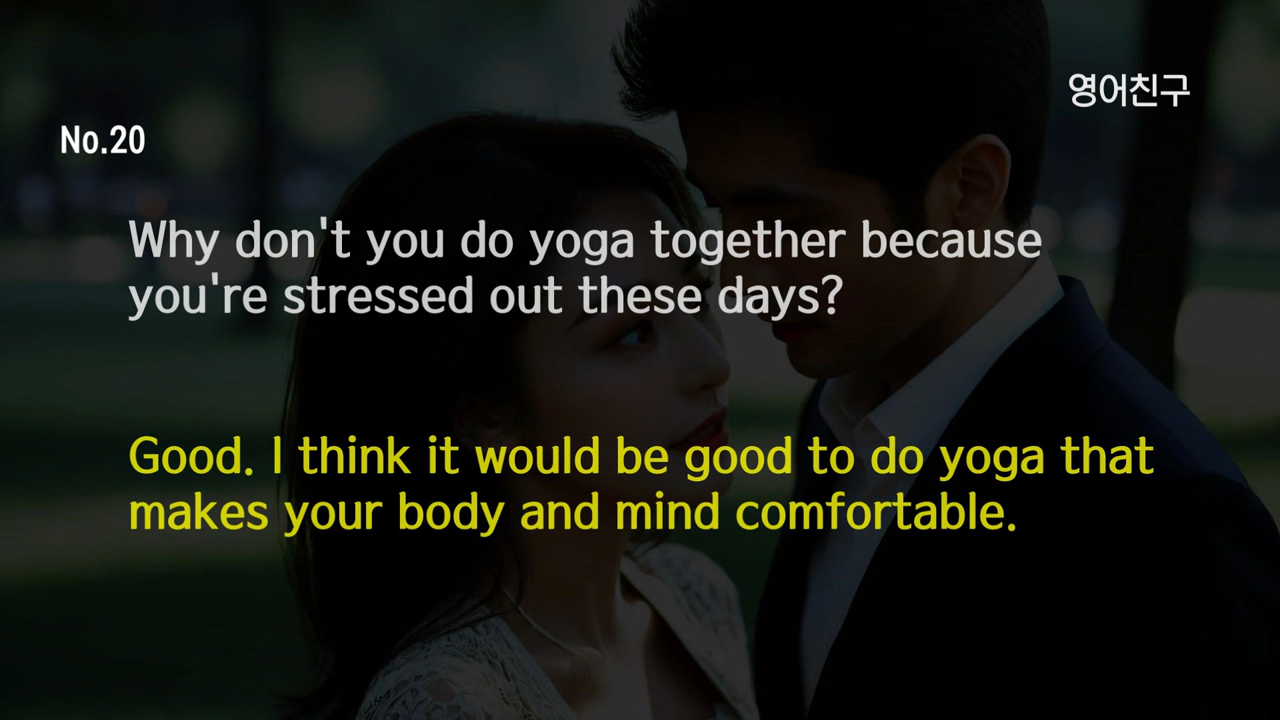 영어친구
No.20
Why don't you do yoga together because
you're stressed out these days?
Good. I think it would be good to do yoga that
makes your body and mind comfortable.